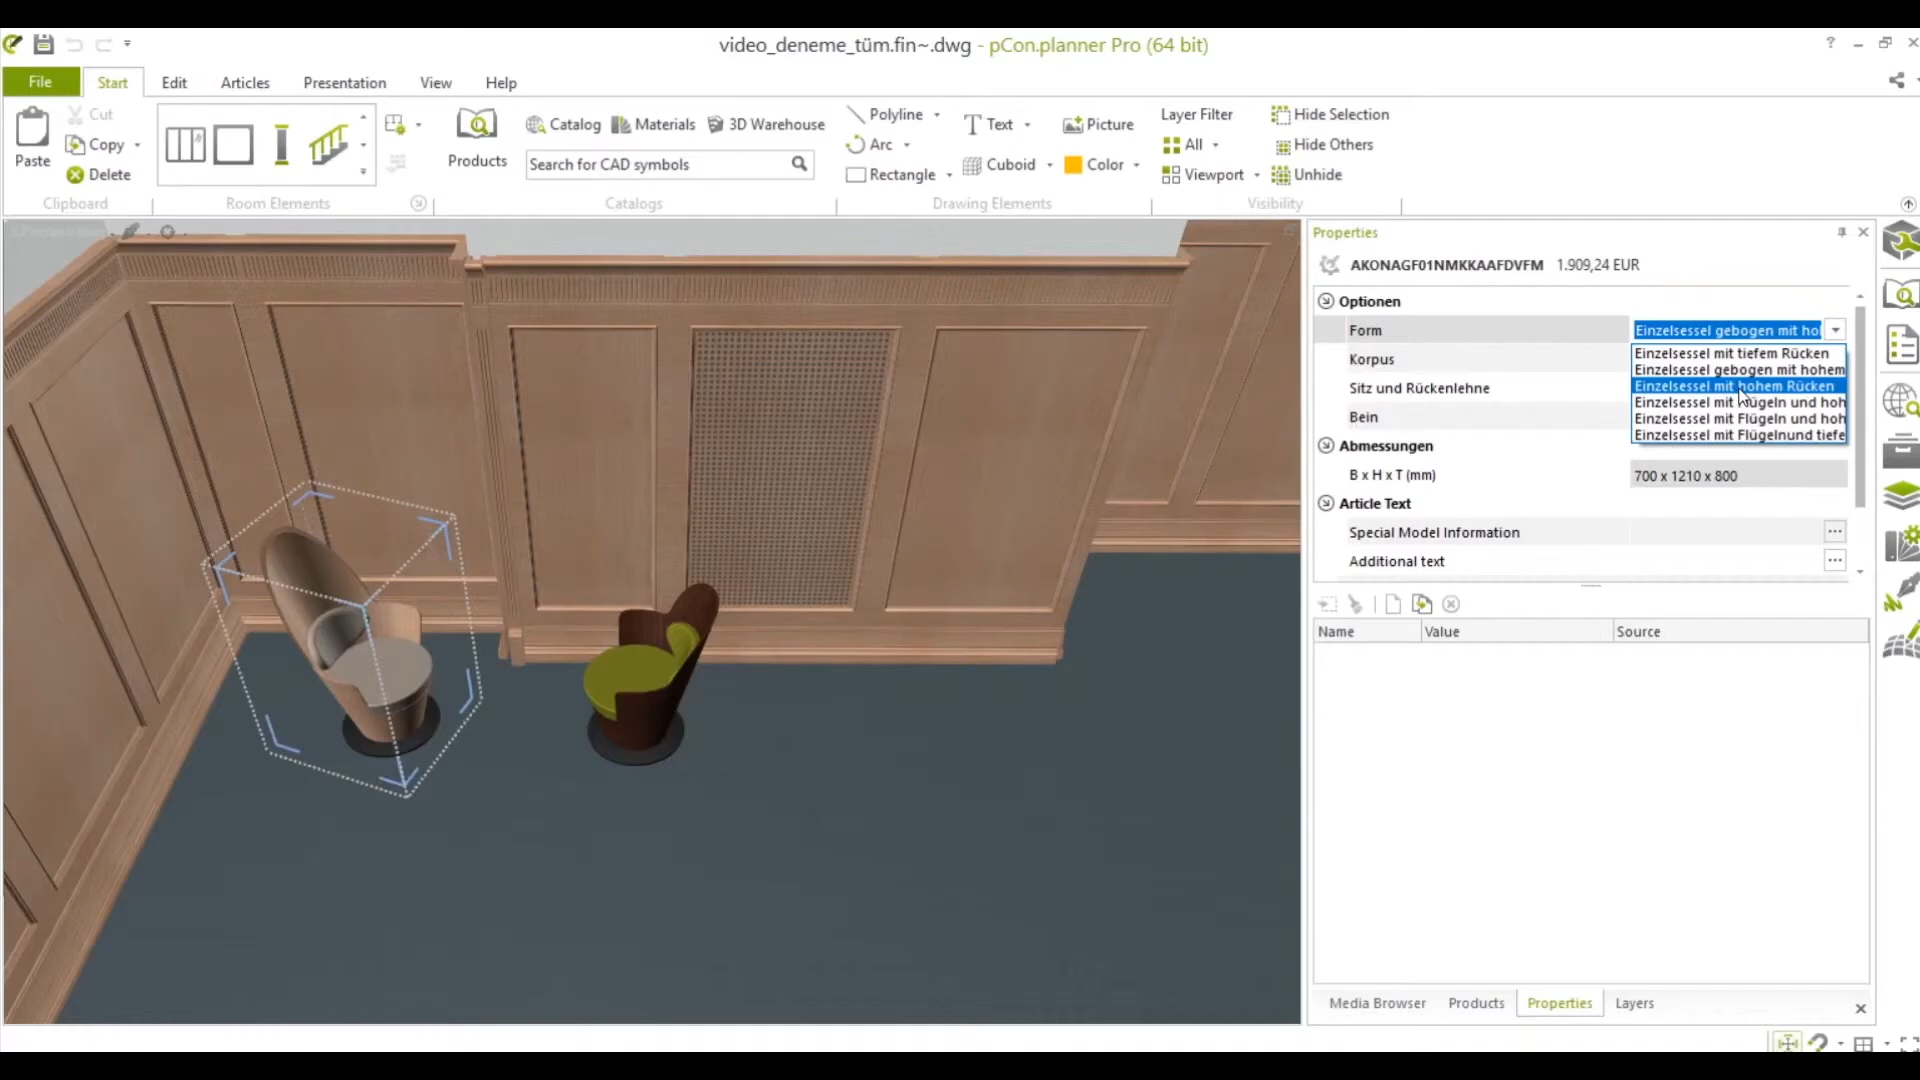 video_deneme_tüm.fin~.dwg - pCon.planner Pro (64 bit)
File Start Edit Articles Presentation View Help
Paste
Cut
Copy
Delete
Clipboard
Room Elements
Products
Catalog Materials 3D Warehouse
Search for CAD symbols
Catalogs
Polyline
Arc
Rectangle
Text
Cuboid
Picture
Color
Drawing Elements
Layer Filter
All
Viewport
Hide Selection
Hide Others
Unhide
Visibility
Properties
AKONAGF01NMKKAAFDVFM 1.909,24 EUR
Optionen
Form Einzelsessel gebogen mit hol
Einzelsessel mit tiefem Rücken
Einzelsessel gebogen mit hohem
Einzelsessel mit hohem Rücken
Einzelsessel mit Flügeln und hoh
Einzelsessel mit Flügeln und hoh
Einzelsessel mit Flügelnund tiefe
Korpus
Sitz und Rückenlehne
Bein
Abmessungen
B x H x T (mm) 700 x 1210 x 800
Article Text
Special Model Information
Additional text
Name Value Source
Media Browser Products Properties Layers